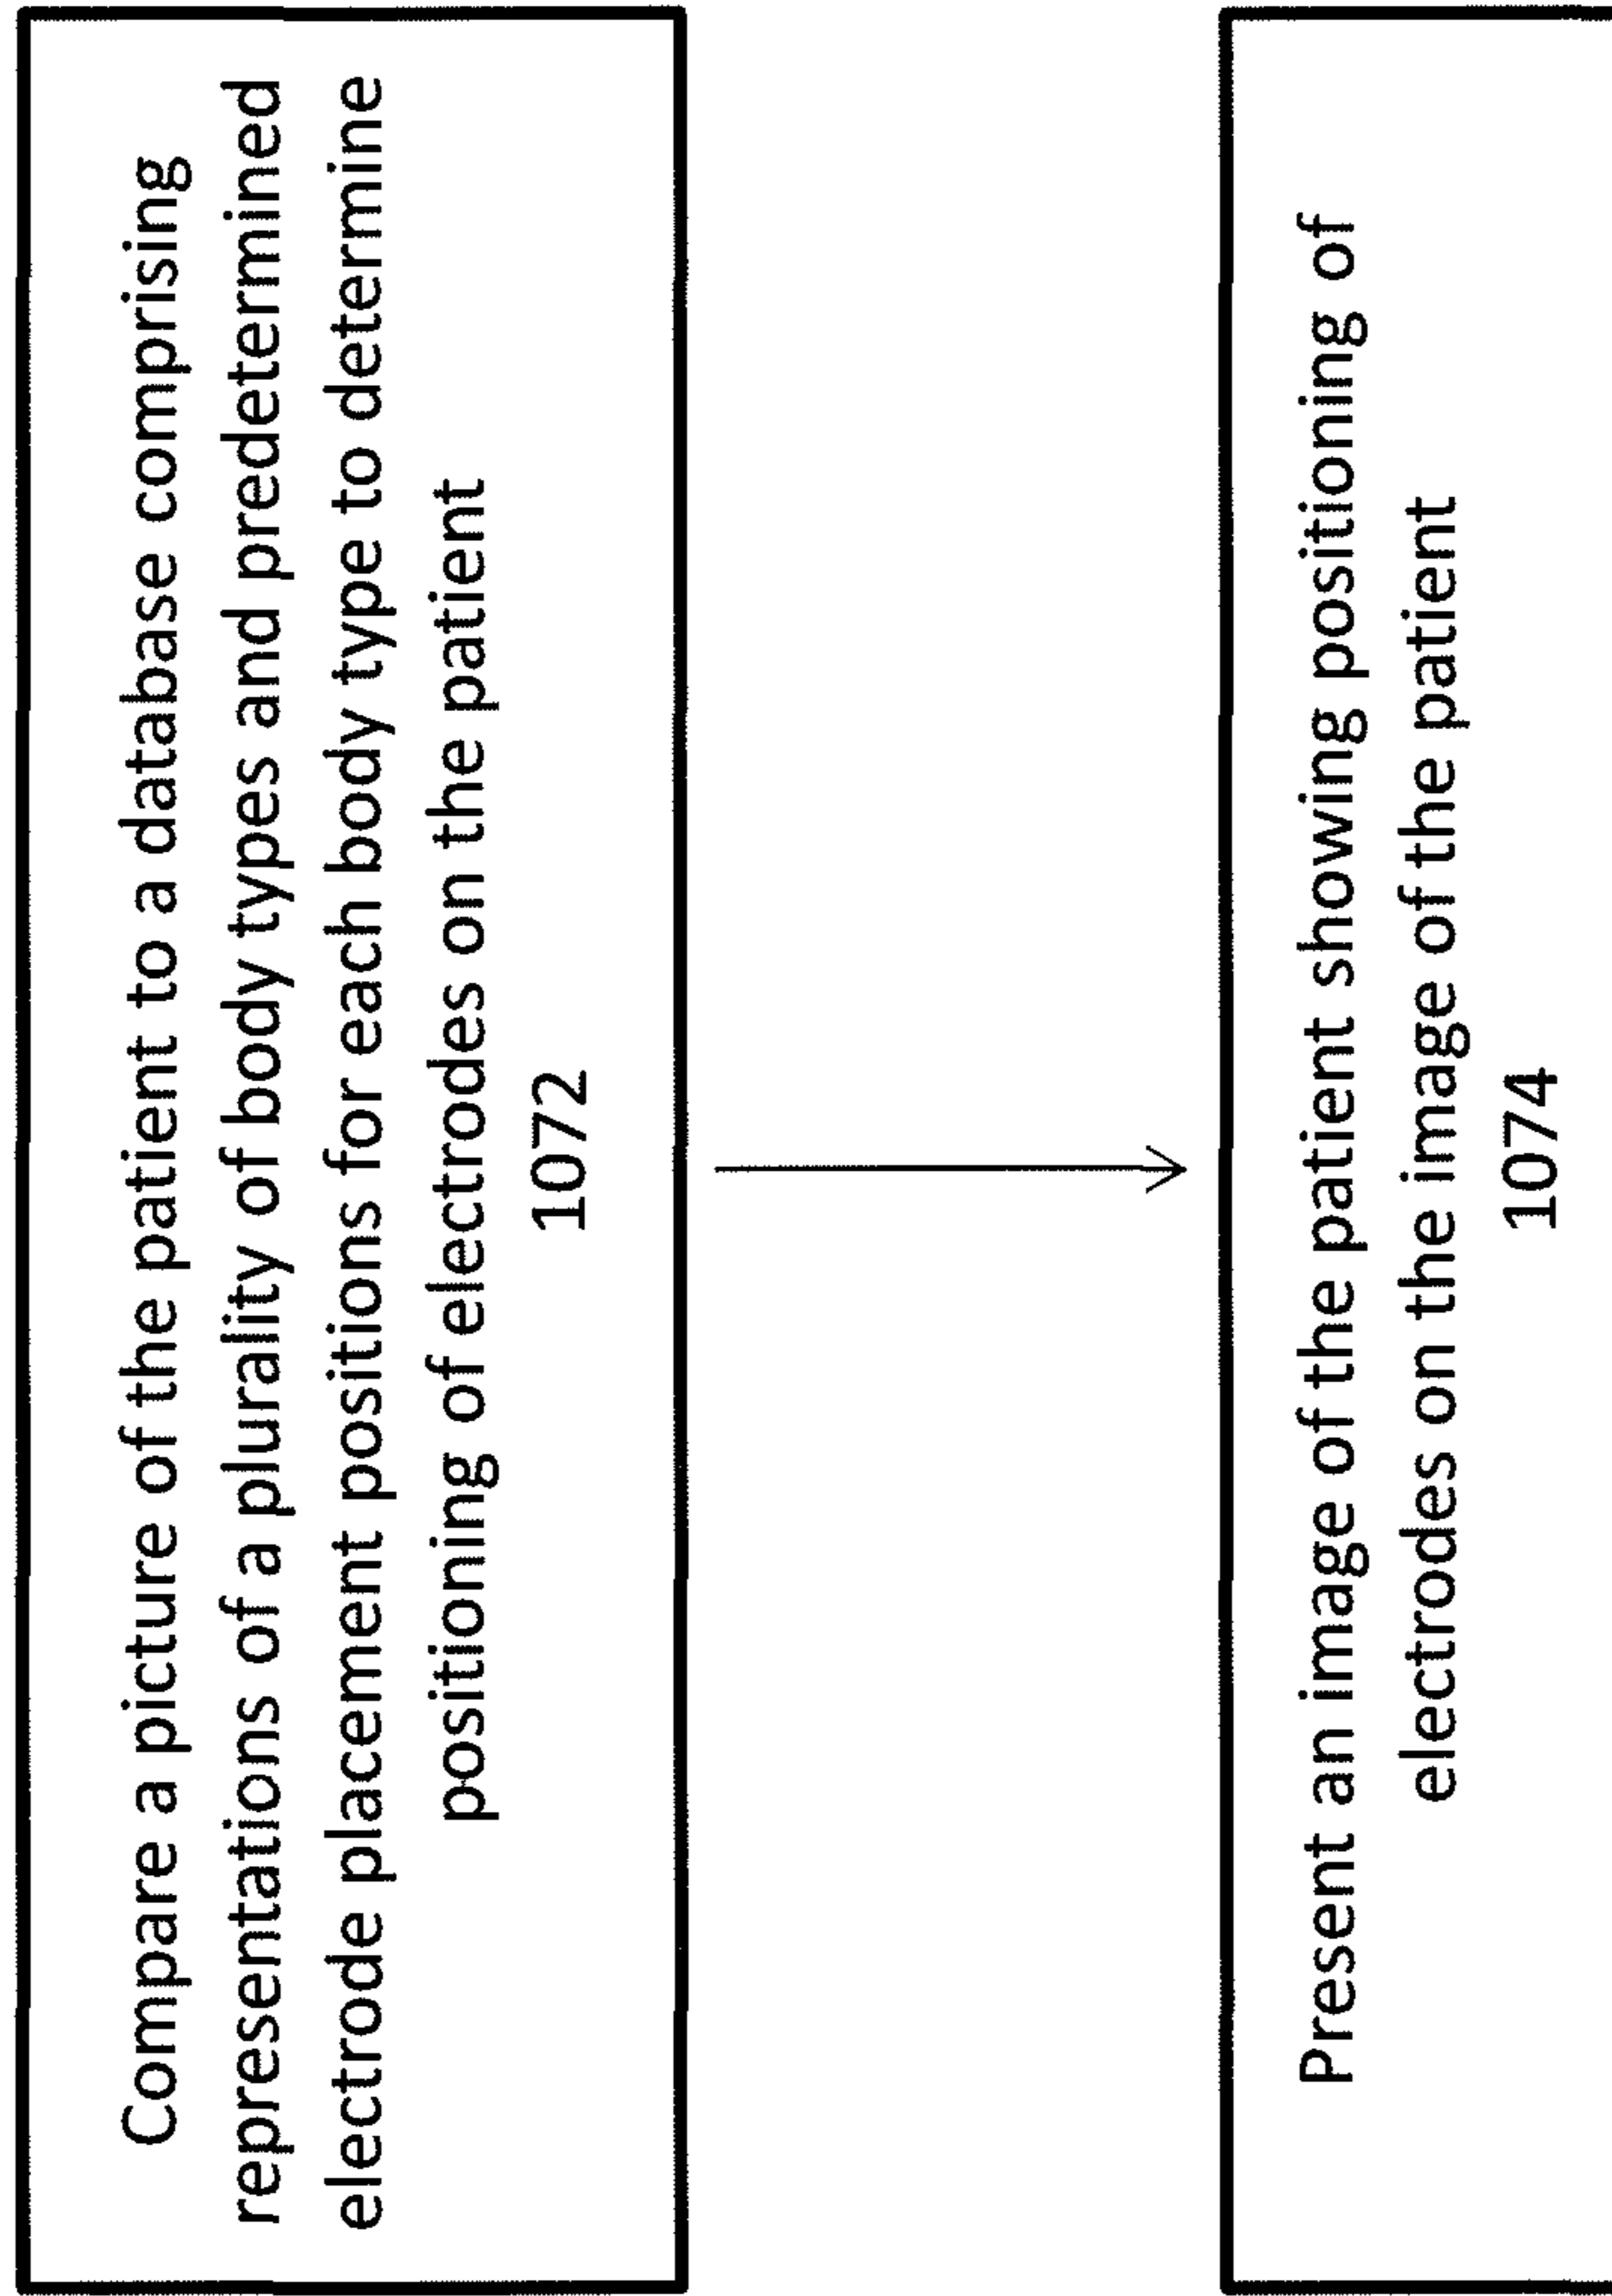 Compare a picture of the patient to a database comprising
representations of a plurality of body types and predetermined
electrode placement positions for each body type to determine
positioning of electrodes on the patient
1072
Present an image of the patient showing positioning of
electrodes on the image of the patient
1074